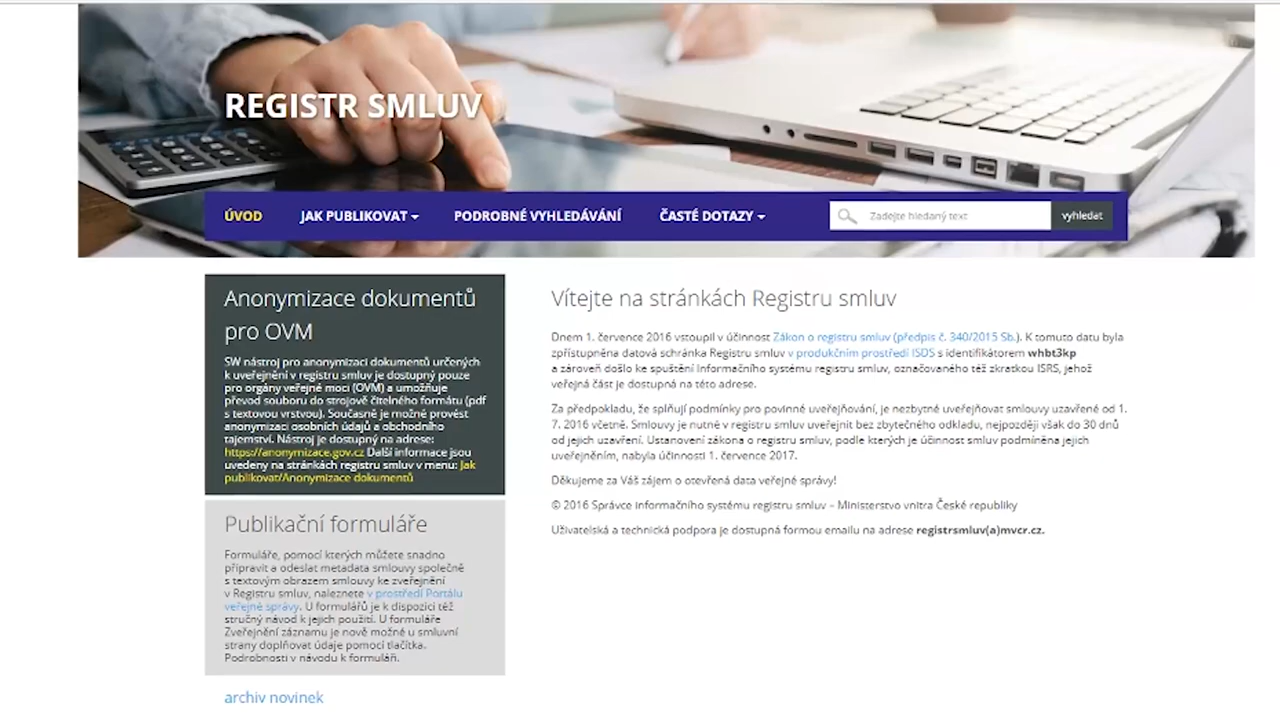 REGISTR SMLUV
ÚVOD
JAK PUBLIKOVAT
PODROBNÉ VYHLEDÁVÁNÍ
ČASTÉ DOTAZY
Zadejte hledaný text
vyhledat
Anonymizace dokumentů
pro OVM
SW nástroj pro anonymizaci dokumentů určených
k uveřejnění v registru smluv je dostupný pouze
pro orgány veřejné moci (OVM) a umožňuje
převod souboru do strojově čitelného formátu (pdf
s textovou vrstvou). Současně je možné provést
anonymizaci osobních údajů a obchodního
tajemství. Nástroj je dostupný na adrese:
https://anonymizace.gov.cz Další informace jsou
uvedeny na stránkách registru smluv v menu: Jak
publikovat/Anonymizace dokumentů
Publikační formuláře
Formuláře, pomocí kterých můžete snadno
připravit a odeslat metadata smlouvy společně
s textovým obrazem smlouvy ke zveřejnění
v Registru smluv, naleznete v prostředí Portálu
veřejné správy. U formulářů je k dispozici též
stručný návod k jejich použití. U formuláře
Zveřejnění záznamu je nově možné u smluvní
strany doplňovat údaje pomocí tlačítka.
Podrobnosti v návodu k formuláři.
archiv novinek
Vítejte na stránkách Registru smluv
Dnem 1. července 2016 vstoupil v účinnost Zákon o registru smluv (předpis č. 340/2015 Sb.). K tomuto datu byla
zpřístupněna datová schránka Registru smluv v produkčním prostředí ISDS s identifikátorem whbt3kp
a zároveň došlo ke spuštění Informačního systému registru smluv, označovaného též zkratkou ISRS, jehož
veřejná část je dostupná na této adrese.
Za předpokladu, že splňují podmínky pro povinné uveřejňování, je nezbytné uveřejňovat smlouvy uzavřené od 1.
7. 2016 včetně. Smlouvy je nutné v registru smluv uveřejnit bez zbytečného odkladu, nejpozději však do 30 dnů
od jejich uzavření. Ustanovení zákona o registru smluv, podle kterých je účinnost smluv podmíněna jejich
uveřejněním, nabyla účinnosti 1. července 2017.
Děkujeme za Váš zájem o otevřená data veřejné správy!
© 2016 Správce informačního systému registru smluv – Ministerstvo vnitra České republiky
Uživatelská a technická podpora je dostupná formou emailu na adrese registrsmluv(a)mvcr.cz.